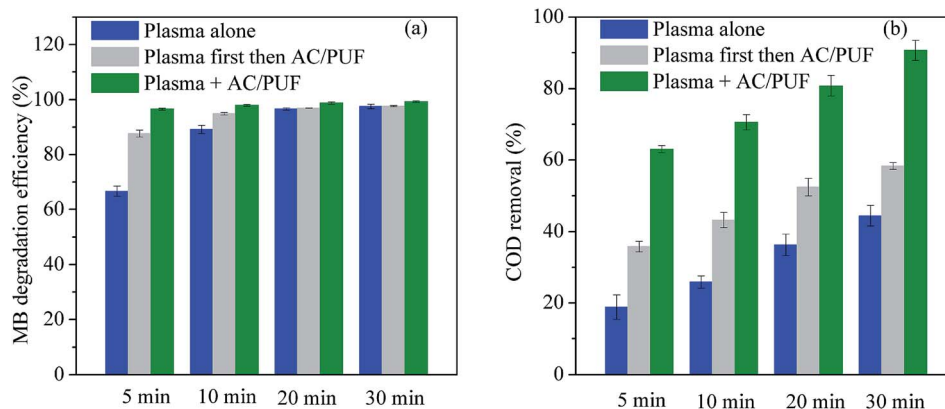 (a)
Plasma alone
Plasma first then AC/PUF
Plasma + AC/PUF
MB degradation efficiency (%)
120
100
80
60
40
20
0
5 min 10 min 20 min 30 min
(b)
Plasma alone
Plasma first then AC/PUF
Plasma + AC/PUF
COD removal (%)
100
80
60
40
20
0
5 min 10 min 20 min 30 min